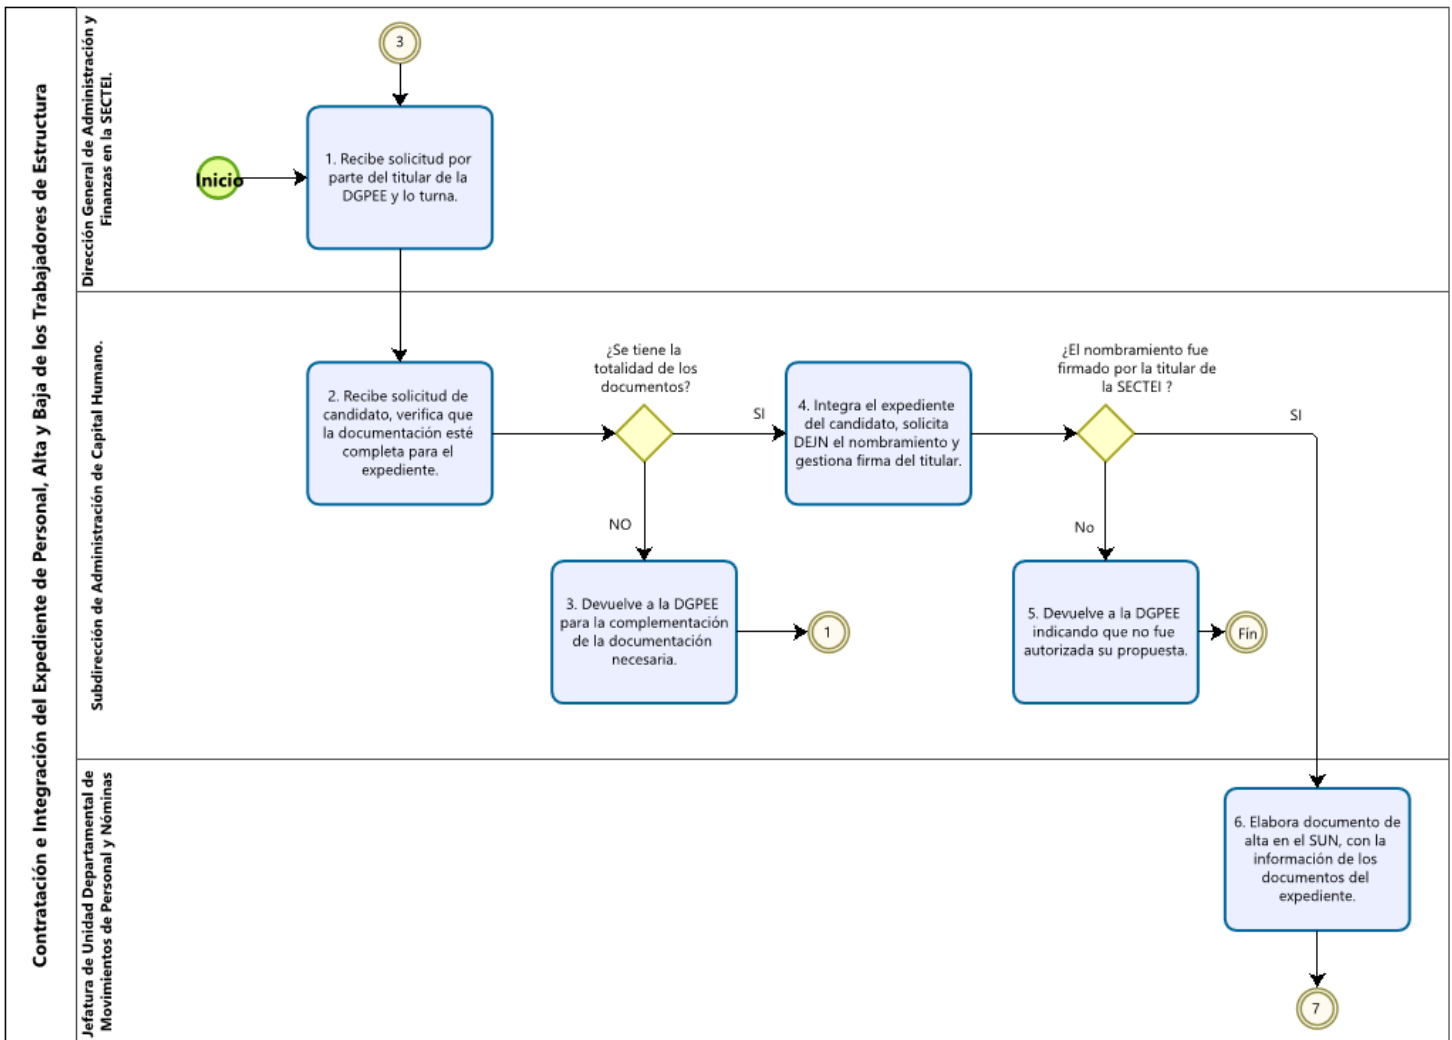 Contratación e Integración del Expediente de Personal, Alta y Baja de los Trabajadores de Estructura
Dirección General de Administración y
Finanzas en la SECTEI.
3
Inicio
1. Recibe solicitud por
parte del titular de la
DGPEE y lo turna.
Subdirección de Administración de Capital Humano.
2. Recibe solicitud de
candidato, verifica que
la documentación esté
completa para el
expediente.
¿Se tiene la
totalidad de los
documentos?
SI
NO
3. Devuelve a la DGPEE
para la complementación
de la documentación
necesaria.
1
4. Integra el expediente
del candidato, solicita
DEJN el nombramiento y
gestiona firma del titular.
¿El nombramiento fue
firmado por la titular de
la SECTEI ?
SI
No
5. Devuelve a la DGPEE
indicando que no fue
autorizada su propuesta.
Fín
Jefatura de Unidad Departamental de
Movimientos de Personal y Nóminas
6. Elabora documento de
alta en el SUN, con la
información de los
documentos del
expediente.
7